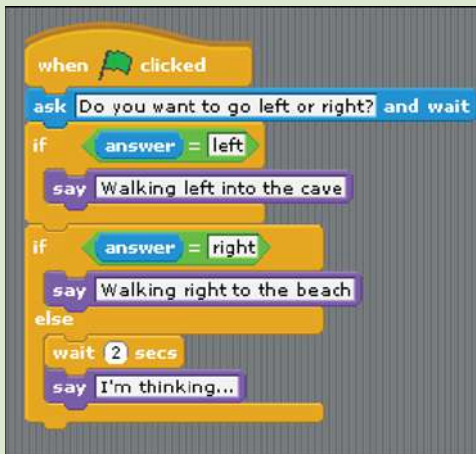 when clicked
ask Do you want to go left or right? and wait
if answer = left
say Walking left into the cave
if answer = right
say Walking right to the beach
else
wait 2 secs
say I'm thinking...